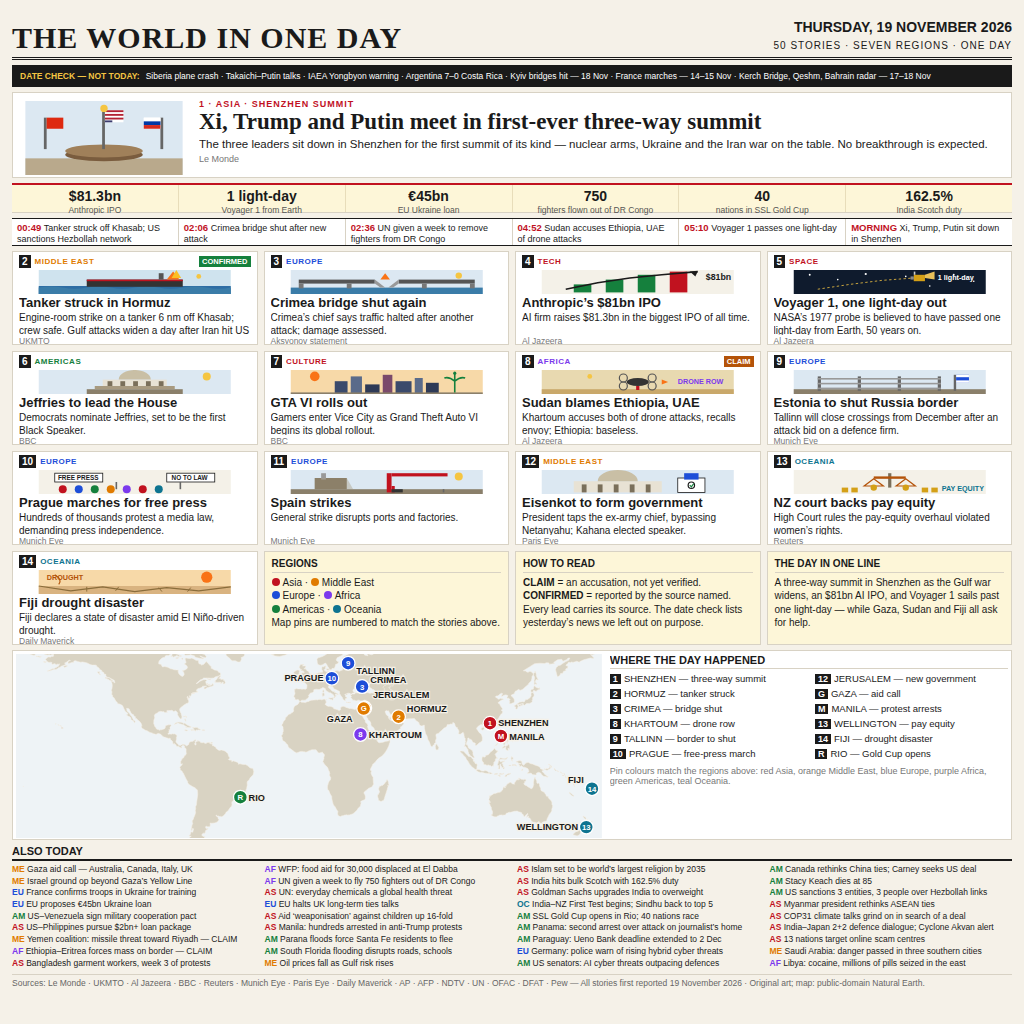 THE WORLD IN ONE DAY
THURSDAY, 19 NOVEMBER 2026
50 STORIES · SEVEN REGIONS · ONE DAY
DATE CHECK — NOT TODAY: Siberia plane crash · Takaichi–Putin talks · IAEA Yongbyon warning · Argentina 7–0 Costa Rica · Kyiv bridges hit — 18 Nov · France marches — 14–15 Nov · Kerch Bridge, Qeshm, Bahrain radar — 17–18 Nov
1 · ASIA · SHENZHEN SUMMIT
Xi, Trump and Putin meet in first-ever three-way summit
The three leaders sit down in Shenzhen for the first summit of its kind — nuclear arms, Ukraine and the Iran war on the table. No breakthrough is expected.
Le Monde
$81.3bn
Anthropic IPO
1 light-day
Voyager 1 from Earth
€45bn
EU Ukraine loan
750
fighters flown out of DR Congo
40
nations in SSL Gold Cup
162.5%
India Scotch duty
00:49 Tanker struck off Khasab; US
sanctions Hezbollah network
02:06 Crimea bridge shut after new
attack
02:36 UN given a week to remove
fighters from DR Congo
04:52 Sudan accuses Ethiopia, UAE
of drone attacks
05:10 Voyager 1 passes one light-day
MORNING Xi, Trump, Putin sit down
in Shenzhen
2 MIDDLE EAST
CONFIRMED
Tanker struck in Hormuz
Engine-room strike on a tanker 6 nm off Khasab;
crew safe. Gulf attacks widen a day after Iran hit US
UKMTO
3 EUROPE
Crimea bridge shut again
Crimea's chief says traffic halted after another
attack; damage assessed.
Aksyonov statement
4 TECH
$81bn
Anthropic's $81bn IPO
AI firm raises $81.3bn in the biggest IPO of all time.
Al Jazeera
5 SPACE
1 light-day
Voyager 1, one light-day out
NASA's 1977 probe is believed to have passed one
light-day from Earth, 50 years on.
Al Jazeera
6 AMERICAS
Jeffries to lead the House
Democrats nominate Jeffries, set to be the first
Black Speaker.
BBC
7 CULTURE
GTA VI rolls out
Gamers enter Vice City as Grand Theft Auto VI
begins its global rollout.
BBC
8 AFRICA
CLAIM
DRONE ROW
Sudan blames Ethiopia, UAE
Khartoum accuses both of drone attacks, recalls
envoy; Ethiopia: baseless.
Al Jazeera
9 EUROPE
Estonia to shut Russia border
Tallinn will close crossings from December after an
attack bid on a defence firm.
Munich Eye
10 EUROPE
FREE PRESS
NO TO LAW
Prague marches for free press
Hundreds of thousands protest a media law,
demanding press independence.
Munich Eye
11 EUROPE
Spain strikes
General strike disrupts ports and factories.
Munich Eye
12 MIDDLE EAST
Eisenkot to form government
President taps the ex-army chief, bypassing
Netanyahu; Kahana elected speaker.
Paris Eye
13 OCEANIA
PAY EQUITY
NZ court backs pay equity
High Court rules the pay-equity overhaul violated
women's rights.
Reuters
14 OCEANIA
DROUGHT
Fiji drought disaster
Fiji declares a state of disaster amid El Niño-driven
drought.
Daily Maverick
REGIONS
Asia · Middle East
Europe · Africa
Americas · Oceania
Map pins are numbered to match the stories above.
HOW TO READ
CLAIM = an accusation, not yet verified.
CONFIRMED = reported by the source named.
Every lead carries its source. The date check lists
yesterday's news we left out on purpose.
THE DAY IN ONE LINE
A three-way summit in Shenzhen as the Gulf war
widens, an $81bn AI IPO, and Voyager 1 sails past
one light-day — while Gaza, Sudan and Fiji all ask
for help.
9
TALLINN
PRAGUE 10
3 CRIMEA
JERUSALEM
G
GAZA
2 HORMUZ
8 KHARTOUM
1 SHENZHEN
M MANILA
R RIO
FIJI
14
WELLINGTON 13
WHERE THE DAY HAPPENED
1 SHENZHEN — three-way summit
2 HORMUZ — tanker struck
3 CRIMEA — bridge shut
8 KHARTOUM — drone row
9 TALLINN — border to shut
10 PRAGUE — free-press march
12 JERUSALEM — new government
G GAZA — aid call
M MANILA — protest arrests
13 WELLINGTON — pay equity
14 FIJI — drought disaster
R RIO — Gold Cup opens
Pin colours match the regions above: red Asia, orange Middle East, blue Europe, purple Africa,
green Americas, teal Oceania.
ALSO TODAY
ME Gaza aid call — Australia, Canada, Italy, UK
ME Israeli ground op beyond Gaza's Yellow Line
EU France confirms troops in Ukraine for training
EU EU proposes €45bn Ukraine loan
AM US–Venezuela sign military cooperation pact
AS US–Philippines pursue $2bn+ loan package
ME Yemen coalition: missile threat toward Riyadh — CLAIM
AF Ethiopia–Eritrea forces mass on border — CLAIM
AS Bangladesh garment workers, week 3 of protests
AF WFP: food aid for 30,000 displaced at El Dabba
AF UN given a week to fly 750 fighters out of DR Congo
AS UN: everyday chemicals a global health threat
EU EU halts UK long-term ties talks
AS Aid 'weaponisation' against children up 16-fold
AS Manila: hundreds arrested in anti-Trump protests
AM Parana floods force Santa Fe residents to flee
AM South Florida flooding disrupts roads, schools
ME Oil prices fall as Gulf risk rises
AS Islam set to be world's largest religion by 2035
AS India hits bulk Scotch with 162.5% duty
AS Goldman Sachs upgrades India to overweight
OC India–NZ First Test begins; Sindhu back to top 5
AM SSL Gold Cup opens in Rio; 40 nations race
AM Panama: second arrest over attack on journalist's home
AM Paraguay: Ueno Bank deadline extended to 2 Dec
EU Germany: police warn of rising hybrid cyber threats
AM US senators: AI cyber threats outpacing defences
AM Canada rethinks China ties; Carney seeks US deal
AM Stacy Keach dies at 85
AM US sanctions 3 entities, 3 people over Hezbollah links
AS Myanmar president rethinks ASEAN ties
AS COP31 climate talks grind on in search of a deal
AS India–Japan 2+2 defence dialogue; Cyclone Akvan alert
AS 13 nations target online scam centres
ME Saudi Arabia: danger passed in three southern cities
AF Libya: cocaine, millions of pills seized in the east
Sources: Le Monde · UKMTO · Al Jazeera · BBC · Reuters · Munich Eye · Paris Eye · Daily Maverick · AP · AFP · NDTV · UN · OFAC · DFAT · Pew — All stories first reported 19 November 2026 · Original art; map: public-domain Natural Earth.